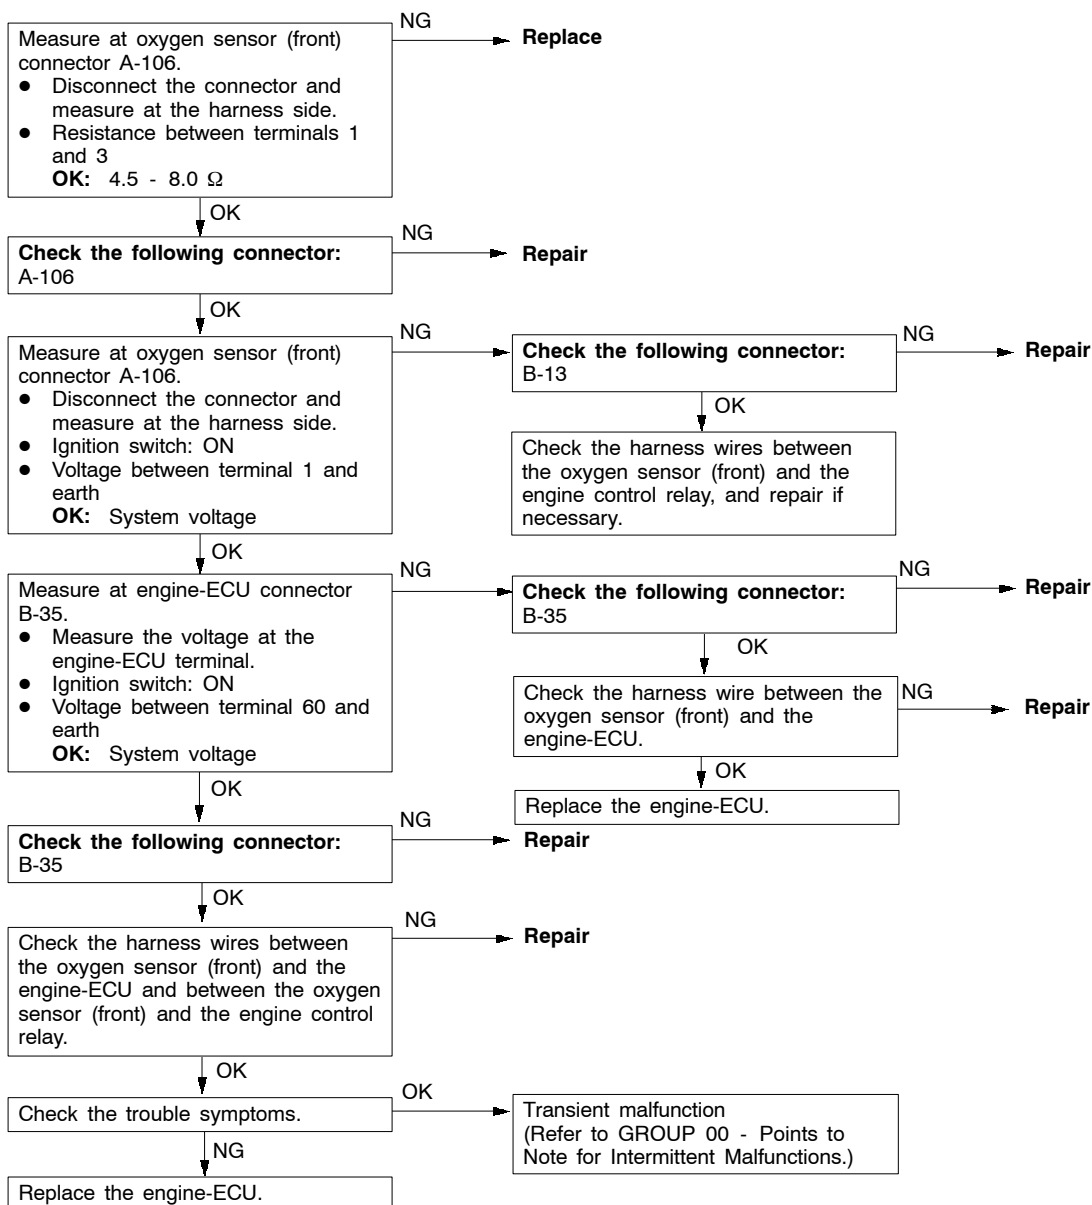 Measure at oxygen sensor (front)
connector A-106.
● Disconnect the connector and
measure at the harness side.
● Resistance between terminals 1
and 3
OK: 4.5 - 8.0 Ω
NG
Replace
OK
Check the following connector:
A-106
NG
Repair
OK
Measure at oxygen sensor (front)
connector A-106.
● Disconnect the connector and
measure at the harness side.
● Ignition switch: ON
● Voltage between terminal 1 and
earth
OK: System voltage
NG
Check the following connector:
B-13
NG
Repair
OK
Check the harness wires between
the oxygen sensor (front) and the
engine control relay, and repair if
necessary.
OK
Measure at engine-ECU connector
B-35.
● Measure the voltage at the
engine-ECU terminal.
● Ignition switch: ON
● Voltage between terminal 60 and
earth
OK: System voltage
NG
Check the following connector:
B-35
NG
Repair
OK
Check the harness wire between the
oxygen sensor (front) and the
engine-ECU.
NG
Repair
OK
Replace the engine-ECU.
OK
Check the following connector:
B-35
NG
Repair
OK
Check the harness wires between
the oxygen sensor (front) and the
engine-ECU and between the oxygen
sensor (front) and the engine control
relay.
NG
Repair
OK
Check the trouble symptoms.
OK
Transient malfunction
(Refer to GROUP 00 - Points to
Note for Intermittent Malfunctions.)
NG
Replace the engine-ECU.